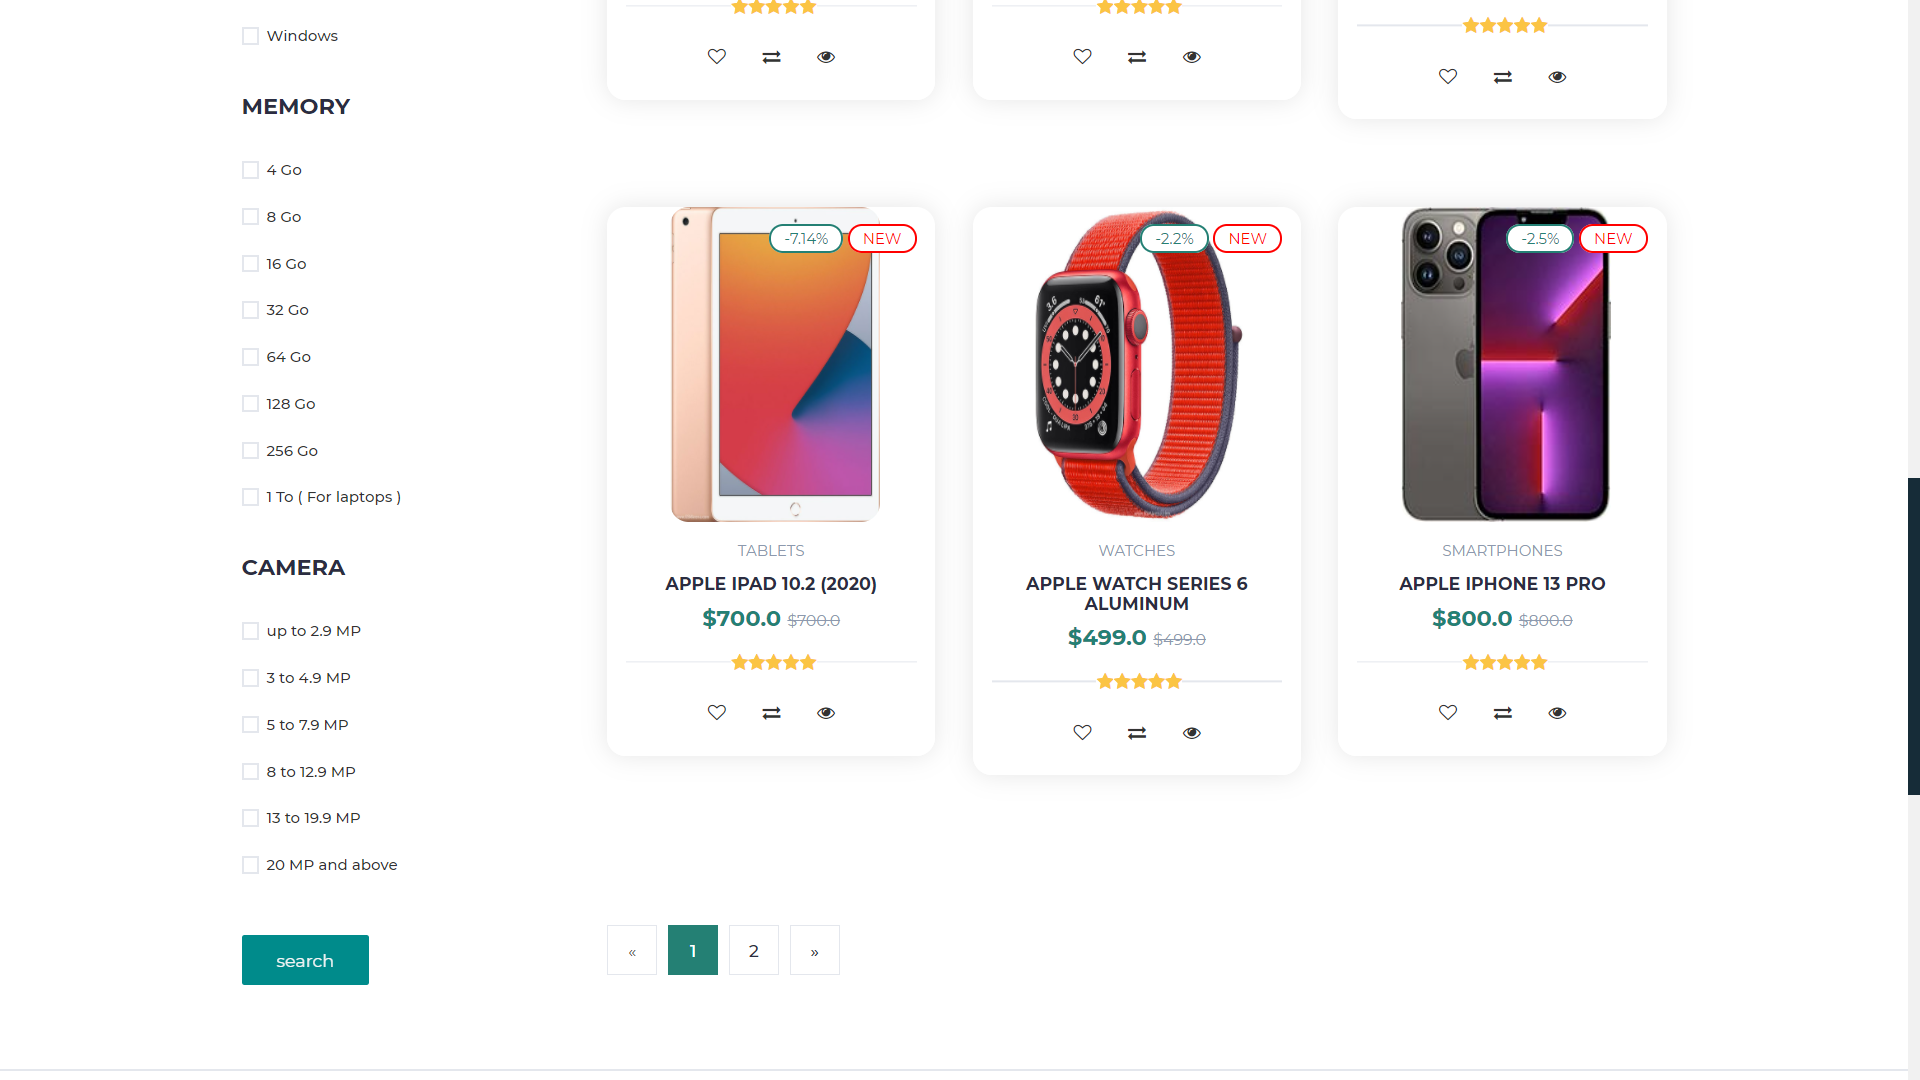 Windows
MEMORY
4 Go
8 Go
16 Go
32 Go
64 Go
128 Go
256 Go
1 To ( For laptops )
CAMERA
up to 2.9 MP
3 to 4.9 MP
5 to 7.9 MP
8 to 12.9 MP
13 to 19.9 MP
20 MP and above
search
-7.14%
NEW
TABLETS
APPLE IPAD 10.2 (2020)
$700.0 $700.0
-2.2%
NEW
WATCHES
APPLE WATCH SERIES 6
ALUMINUM
$499.0 $499.0
-2.5%
NEW
SMARTPHONES
APPLE IPHONE 13 PRO
$800.0 $800.0
« 1 2 »